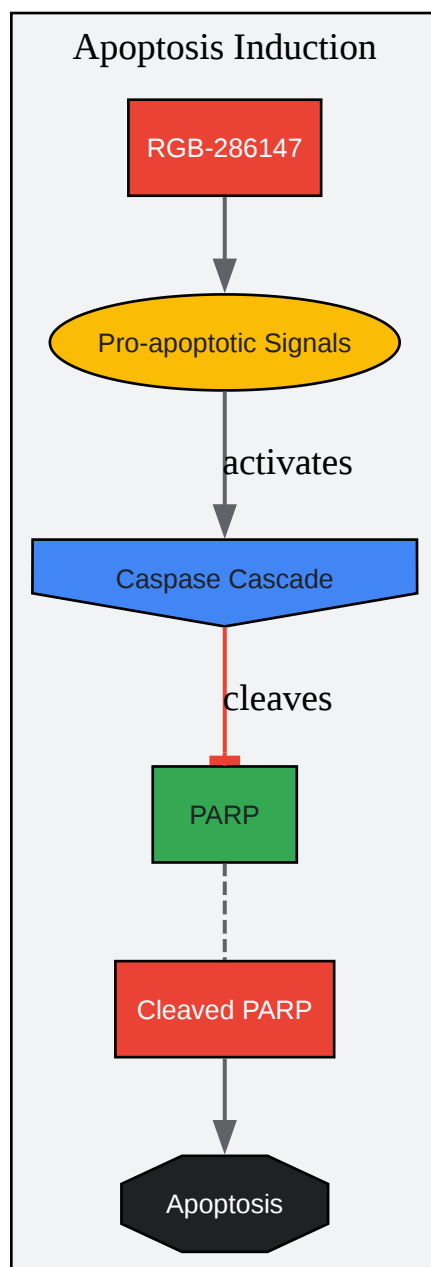 Apoptosis Induction
RGB-286147
Pro-apoptotic Signals
activates
Caspase Cascade
cleaves
PARP
Cleaved PARP
Apoptosis